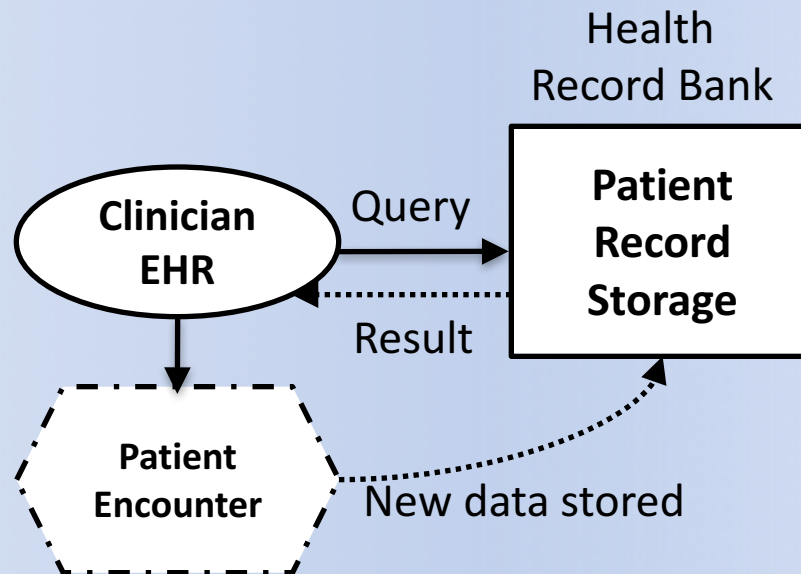 Health
Record Bank
Clinician
EHR
Query
Patient
Record
Storage
Result
Patient
Encounter
New data stored